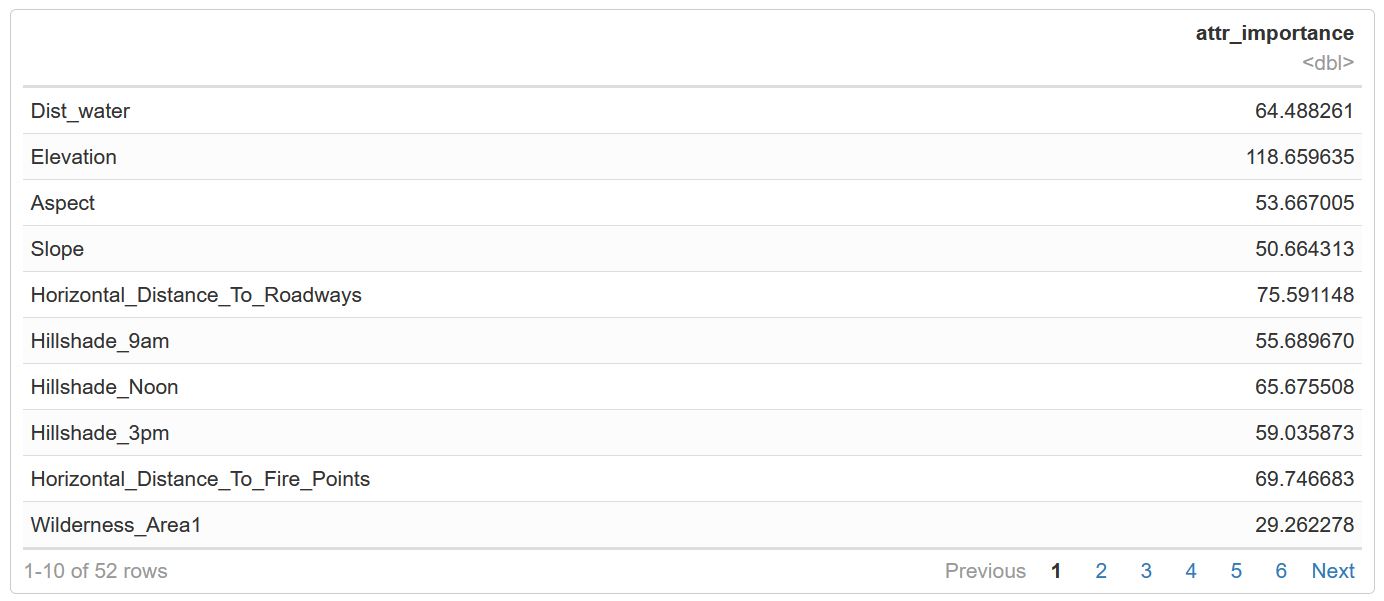 attr_importance
<dbl>
Dist_water 64.488261
Elevation 118.659635
Aspect 53.667005
Slope 50.664313
Horizontal_Distance_To_Roadways 75.591148
Hillshade_9am 55.689670
Hillshade_Noon 65.675508
Hillshade_3pm 59.035873
Horizontal_Distance_To_Fire_Points 69.746683
Wilderness_Area1 29.262278
1-10 of 52 rows Previous 1 2 3 4 5 6 Next